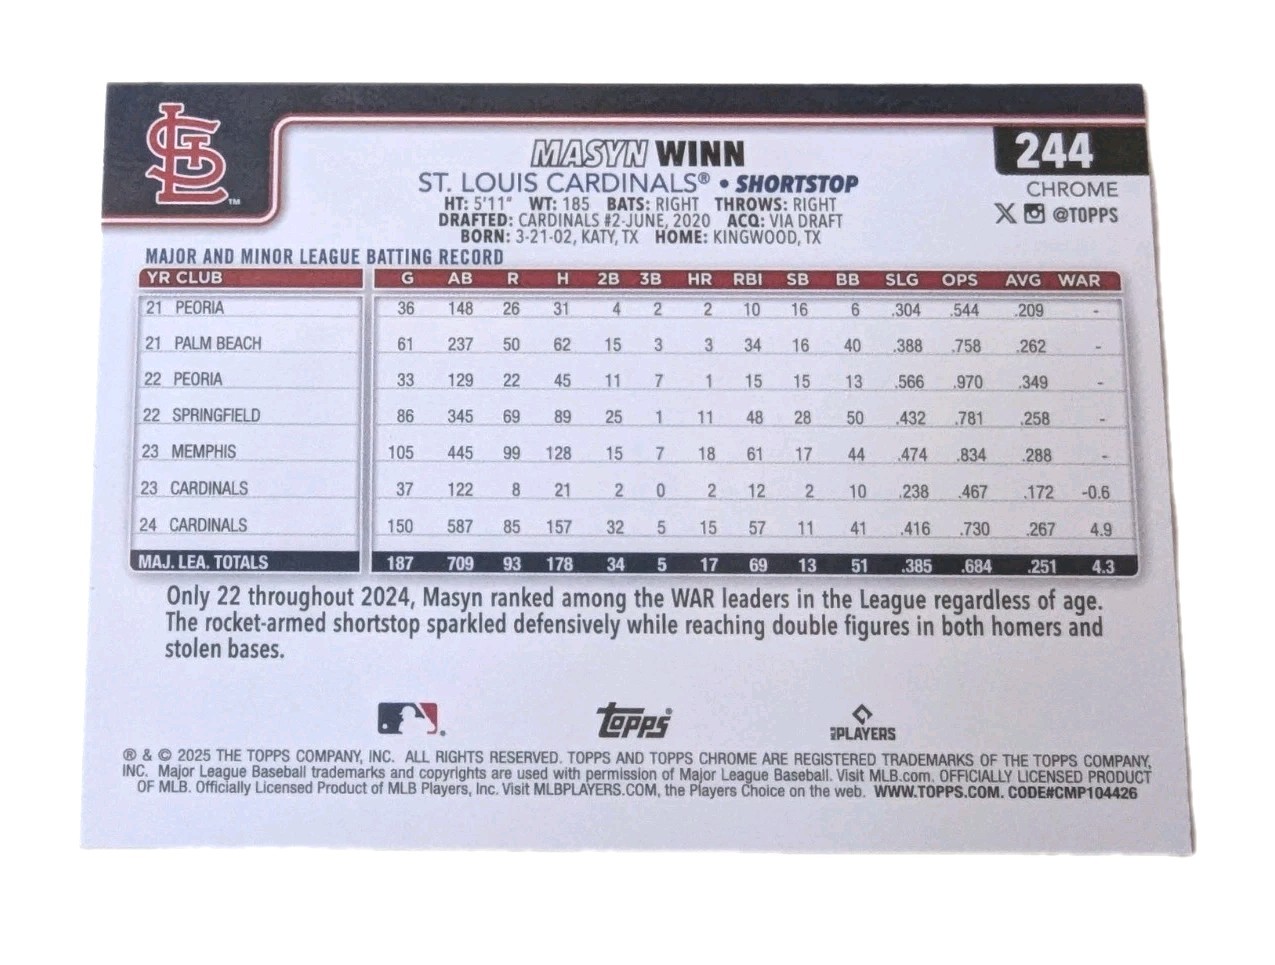 STL ™
244
MASYN WINN
ST. LOUIS CARDINALS® • SHORTSTOP
CHROME
HT: 5'11" WT: 185 BATS: RIGHT THROWS: RIGHT
@TOPPS
DRAFTED: CARDINALS #2-JUNE, 2020 ACQ: VIA DRAFT
BORN: 3-21-02, KATY, TX HOME: KINGWOOD, TX
MAJOR AND MINOR LEAGUE BATTING RECORD
YR CLUB G AB R H 2B 3B HR RBI SB BB SLG OPS AVG WAR
21 PEORIA 36 148 26 31 4 2 2 10 16 6 .304 .544 .209 -
21 PALM BEACH 61 237 50 62 15 3 3 34 16 40 .388 .758 .262 -
22 PEORIA 33 129 22 45 11 7 1 15 15 13 .566 .970 .349 -
22 SPRINGFIELD 86 345 69 89 25 1 11 48 28 50 .432 .781 .258 -
23 MEMPHIS 105 445 99 128 15 7 18 61 17 44 .474 .834 .288 -
23 CARDINALS 37 122 8 21 2 0 2 12 2 10 .238 .467 .172 -0.6
24 CARDINALS 150 587 85 157 32 5 15 57 11 41 .416 .730 .267 4.9
MAJ. LEA. TOTALS 187 709 93 178 34 5 17 69 13 51 .385 .684 .251 4.3
Only 22 throughout 2024, Masyn ranked among the WAR leaders in the League regardless of age.
The rocket-armed shortstop sparkled defensively while reaching double figures in both homers and
stolen bases.
topps® MLBPLAYERS
® & © 2025 THE TOPPS COMPANY, INC. ALL RIGHTS RESERVED. TOPPS AND TOPPS CHROME ARE REGISTERED TRADEMARKS OF THE TOPPS COMPANY,
INC. Major League Baseball trademarks and copyrights are used with permission of Major League Baseball. Visit MLB.com. OFFICIALLY LICENSED PRODUCT
OF MLB. Officially Licensed Product of MLB Players, Inc. Visit MLBPLAYERS.COM, the Players Choice on the web. WWW.TOPPS.COM. CODE#CMP104426